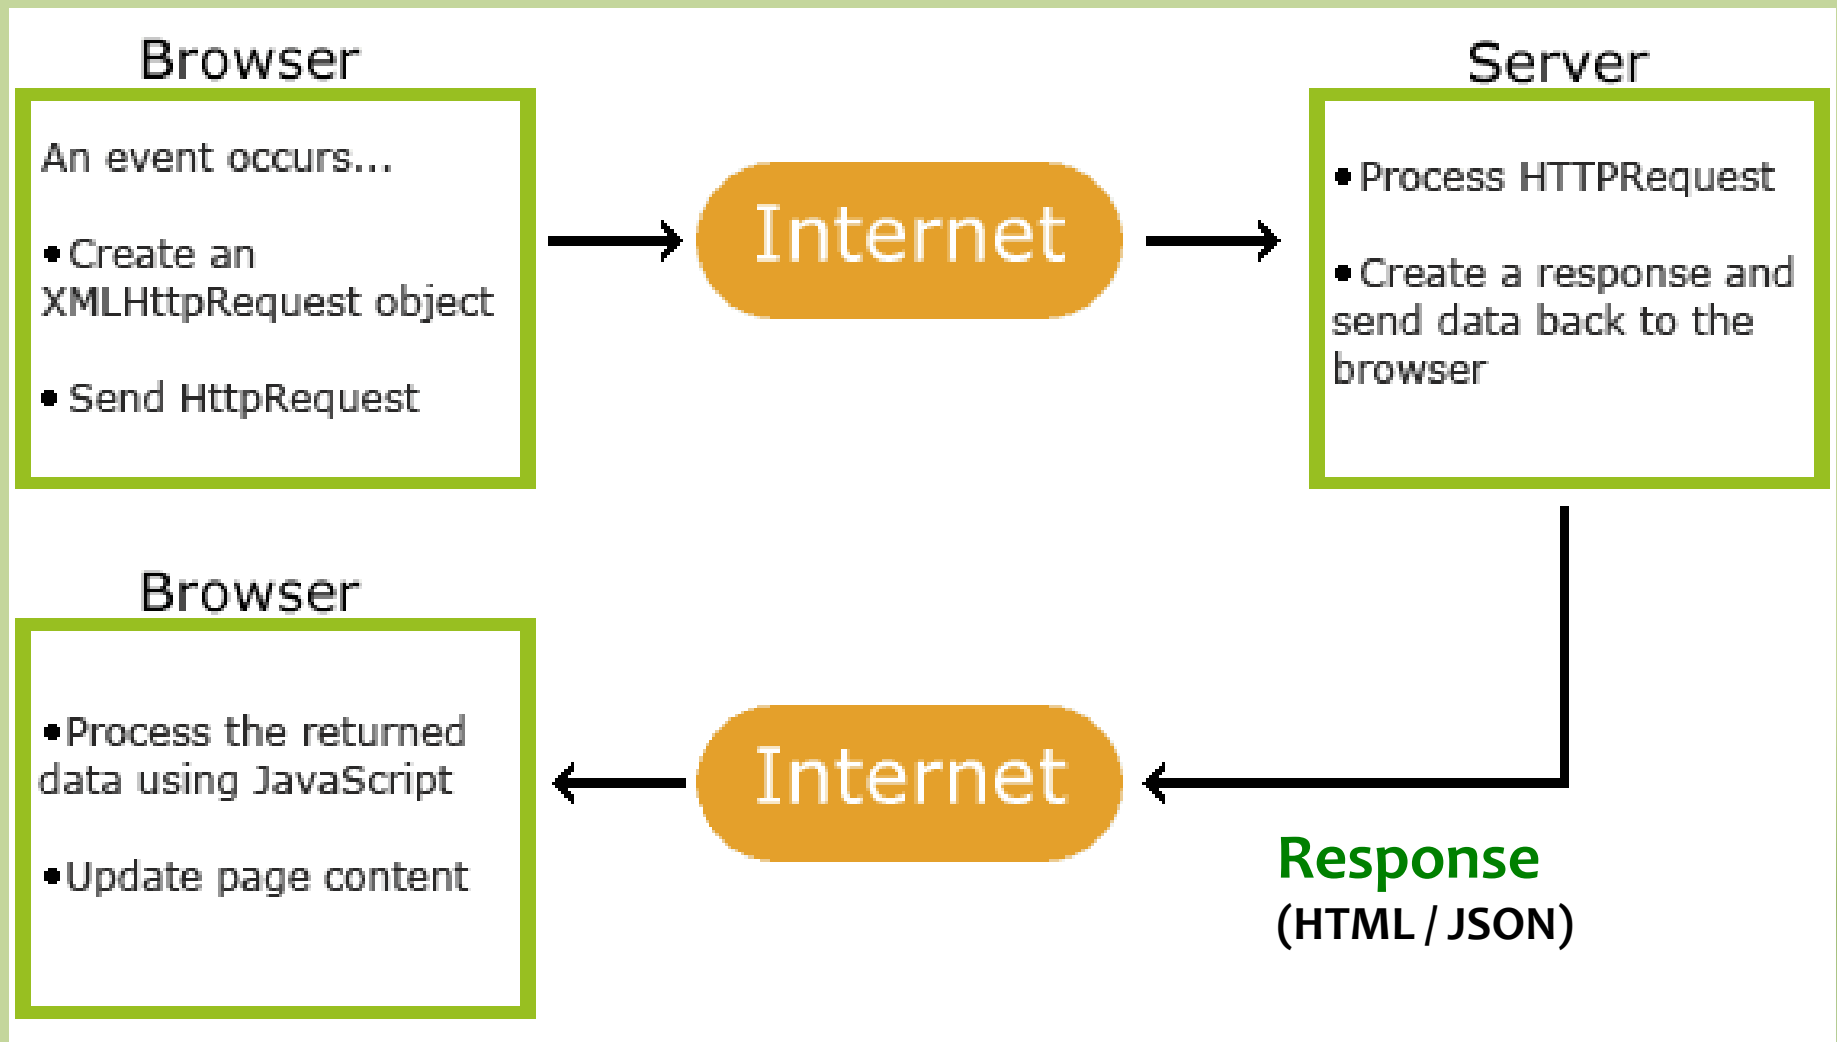 Browser
An event occurs...
• Create an
XMLHttpRequest object
• Send HttpRequest
Internet
Server
• Process HTTPRequest
• Create a response and
send data back to the
browser
Browser
•Process the returned
data using JavaScript
•Update page content
Internet
Response
(HTML / JSON)